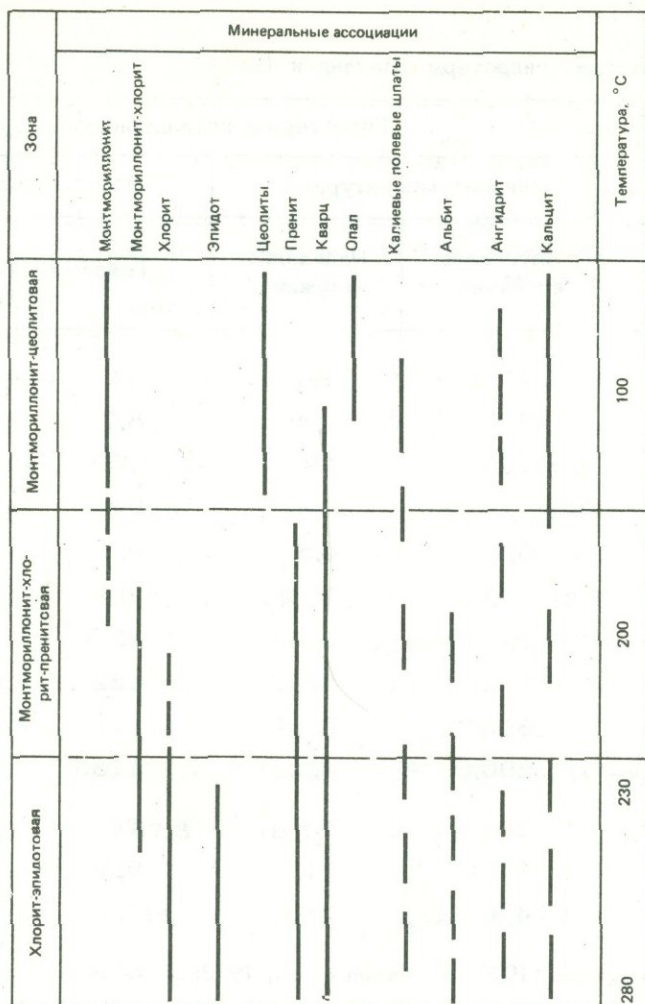 Зона
Минеральные ассоциации
Температура, °С
Монтмориллонит
Монтмориллонит-хлорит
Хлорит
Эпидот
Цеолиты
Пренит
Кварц
Опал
Калиевые полевые шпаты
Альбит
Ангидрит
Кальцит
Монтмориллонит-цеолитовая
100
Монтмориллонит-хло-
рит-пренитовая
200
Хлорит-эпидотовая
230
280